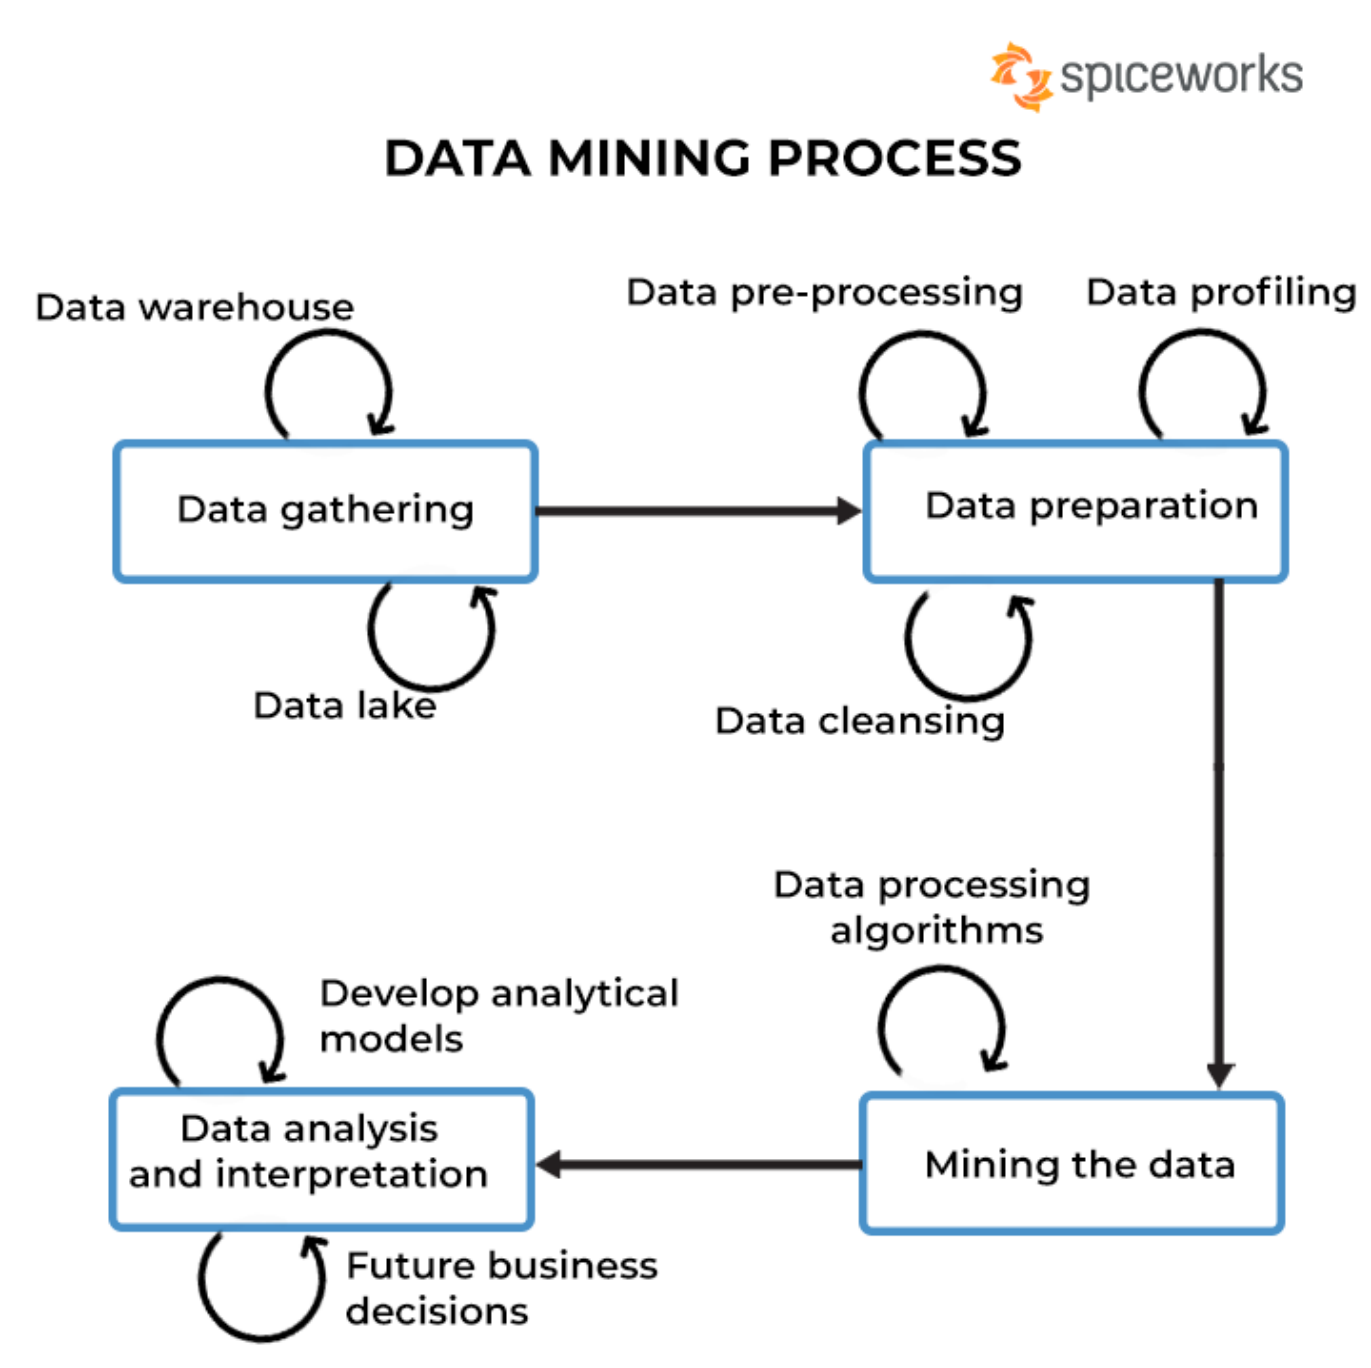 spiceworks
DATA MINING PROCESS
Data warehouse
Data pre-processing
Data profiling
Data gathering
Data preparation
Data lake
Data cleansing
Data processing
algorithms
Develop analytical
models
Data analysis
and interpretation
Mining the data
Future business
decisions